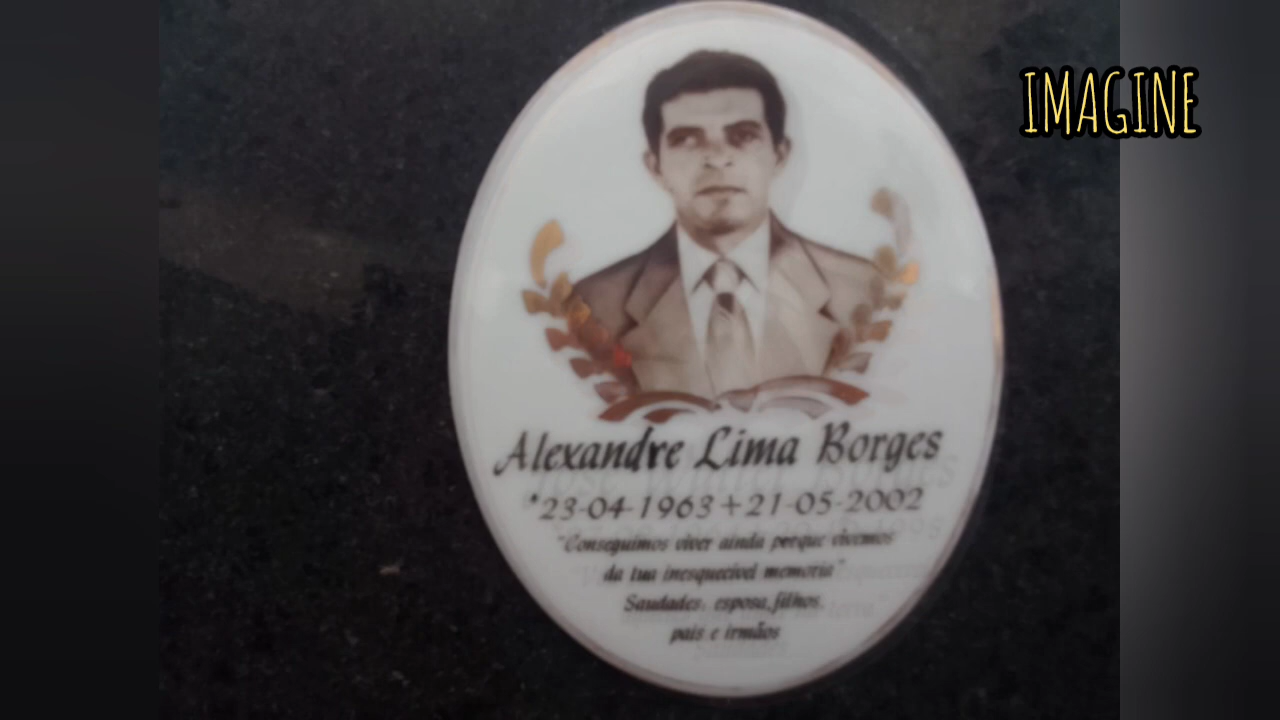 IMAGINE
Alexandre Lima Borges
*23-04-1963 + 21-05-2002
"Conseguimos viver ainda porque vivemos
da tua inesquecível memoria"
Saudades: esposa, filhos,
pais e irmãos